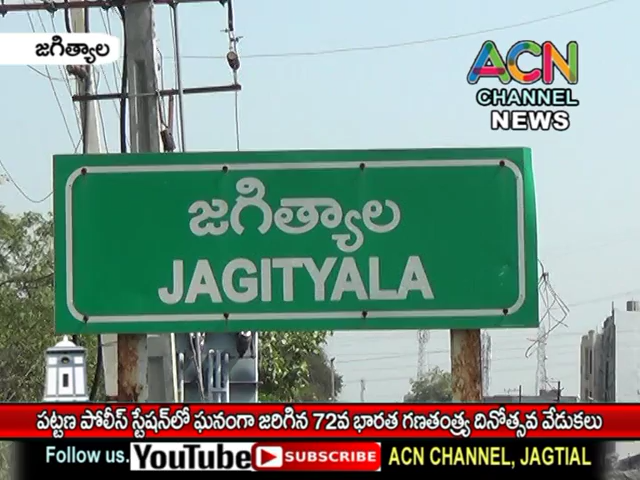 జగిత్యాల
ACN
CHANNEL
NEWS
జగిత్యాల
JAGITYALA
పట్టణ పోలీస్ స్టేషన్‌లో ఘనంగా జరిగిన 72వ భారత గణతంత్ర్య దినోత్సవ వేడుకలు
Follow us. YouTube SUBSCRIBE ACN CHANNEL, JAGTIAL